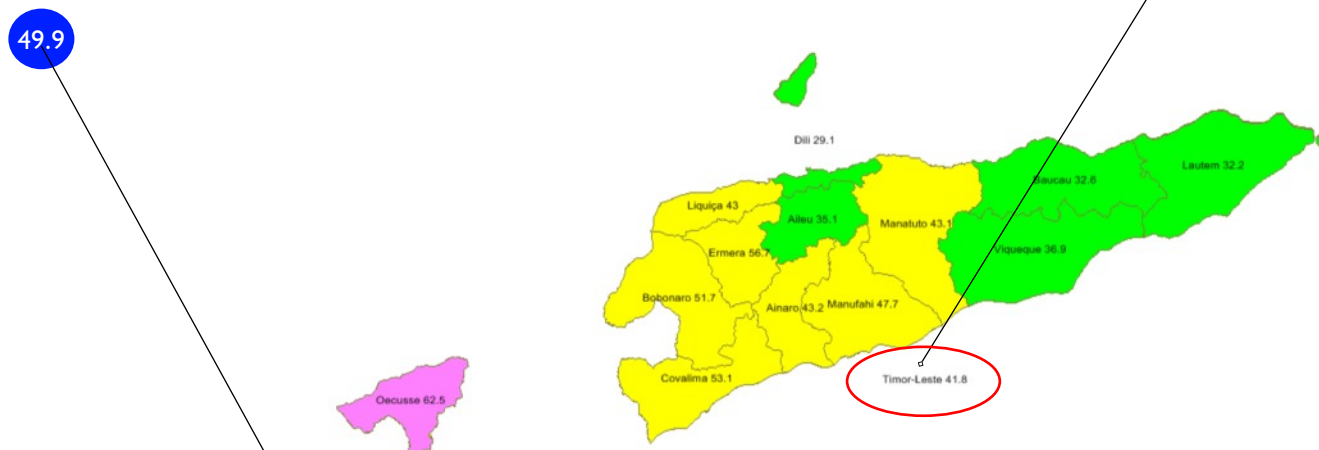 49.9
Dili 29.1
Lautem 32.2
Baucau 32.6
Liquiça 43
Aileu 35.1
Manatuto 43.1
Viqueque 36.9
Ermera 56.7
Bobonaro 51.7
Ainaro 43.2
Manufahi 47.7
Covalima 53.1
Timor-Leste 41.8
Oecusse 62.5